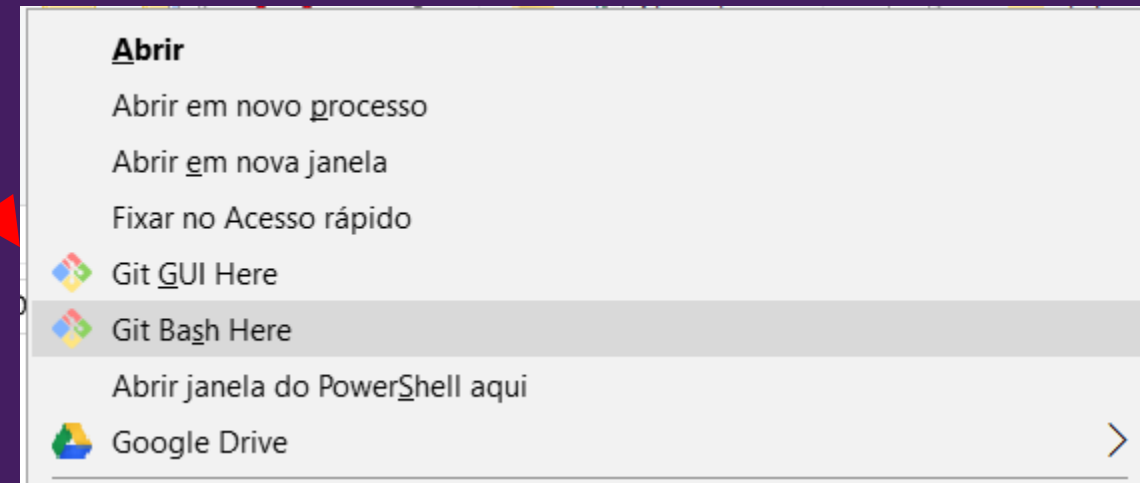 Abrir
Abrir em novo processo
Abrir em nova janela
Fixar no Acesso rápido
Git GUI Here
Git Bash Here
Abrir janela do PowerShell aqui
Google Drive